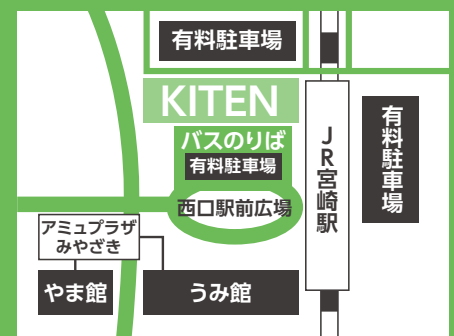 有料駐車場
KITEN
バスのりば
有料駐車場
西口駅前広場
JR宮崎駅
有料駐車場
アミュプラザ
みやざき
やま館
うみ館